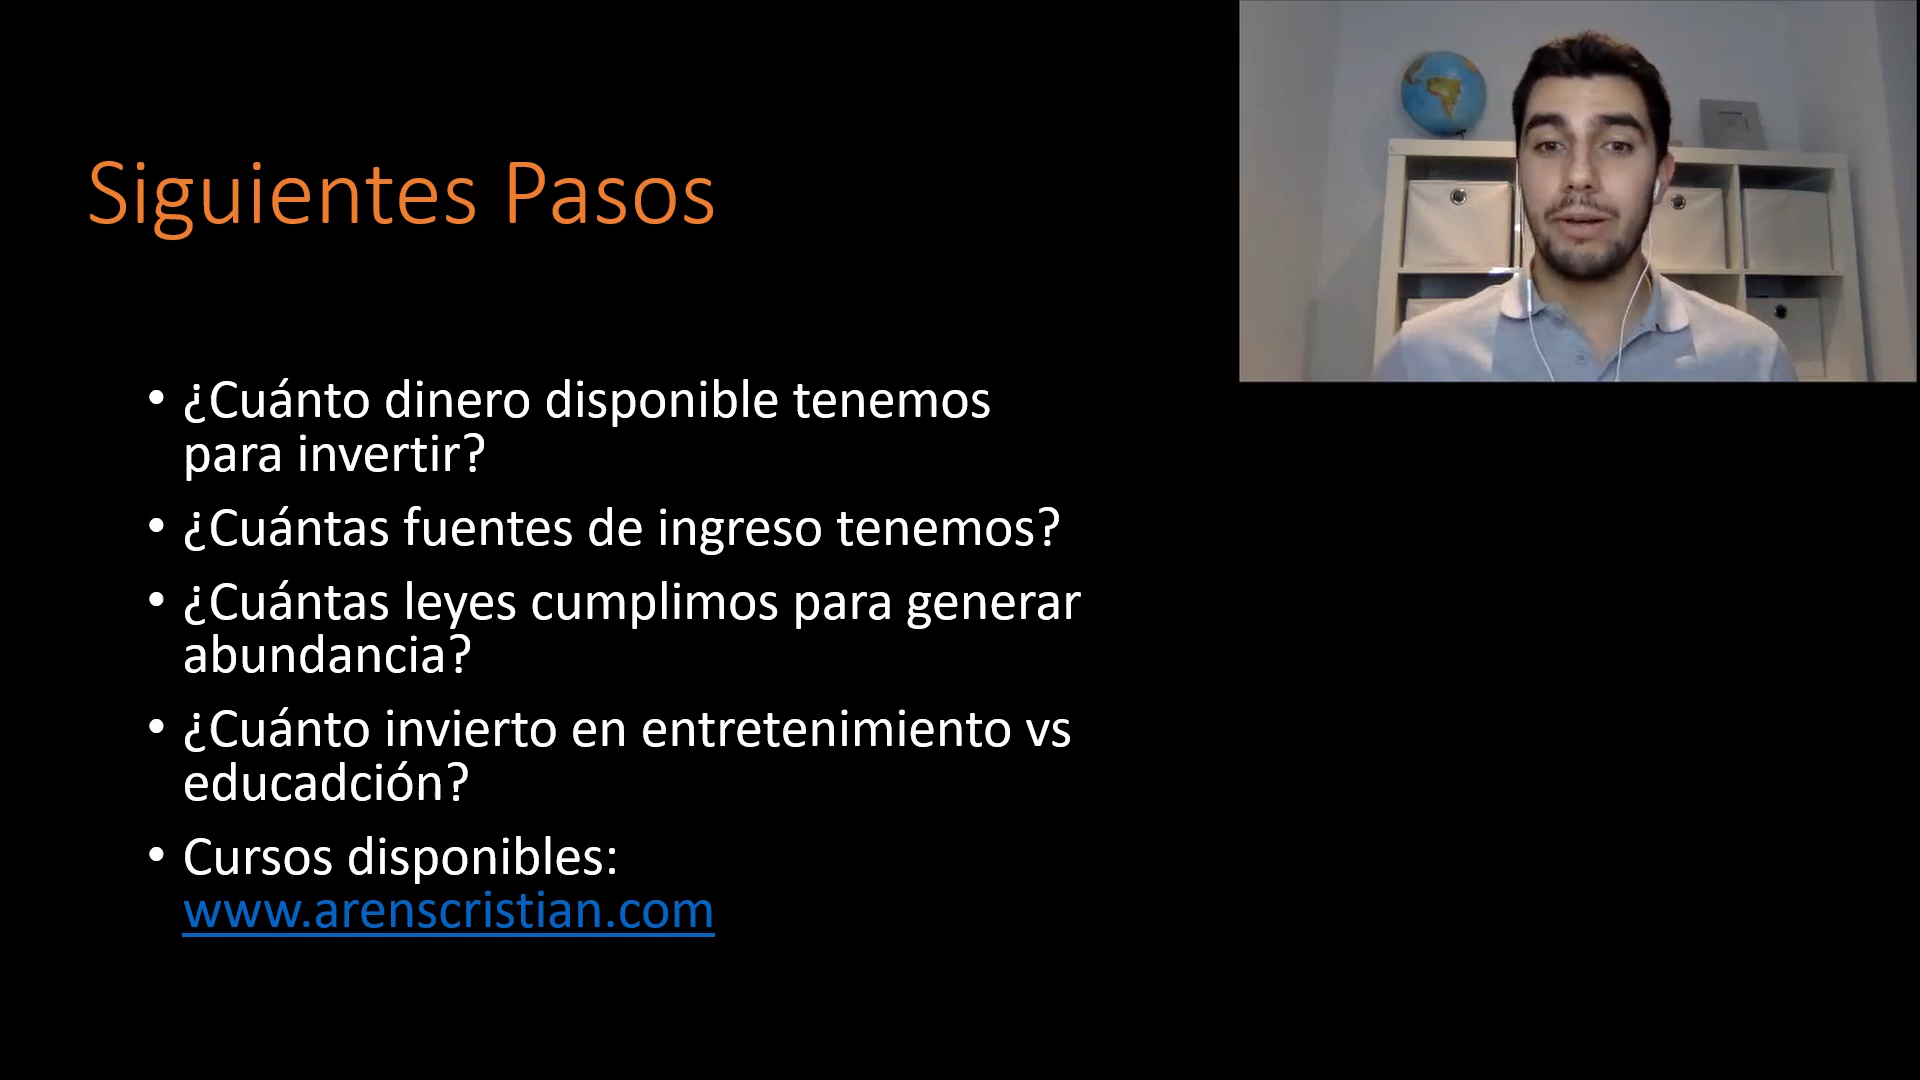 Siguientes Pasos
• ¿Cuánto dinero disponible tenemos
para invertir?
• ¿Cuántas fuentes de ingreso tenemos?
• ¿Cuántas leyes cumplimos para generar
abundancia?
• ¿Cuánto invierto en entretenimiento vs
educadción?
• Cursos disponibles:
www.arenscristian.com